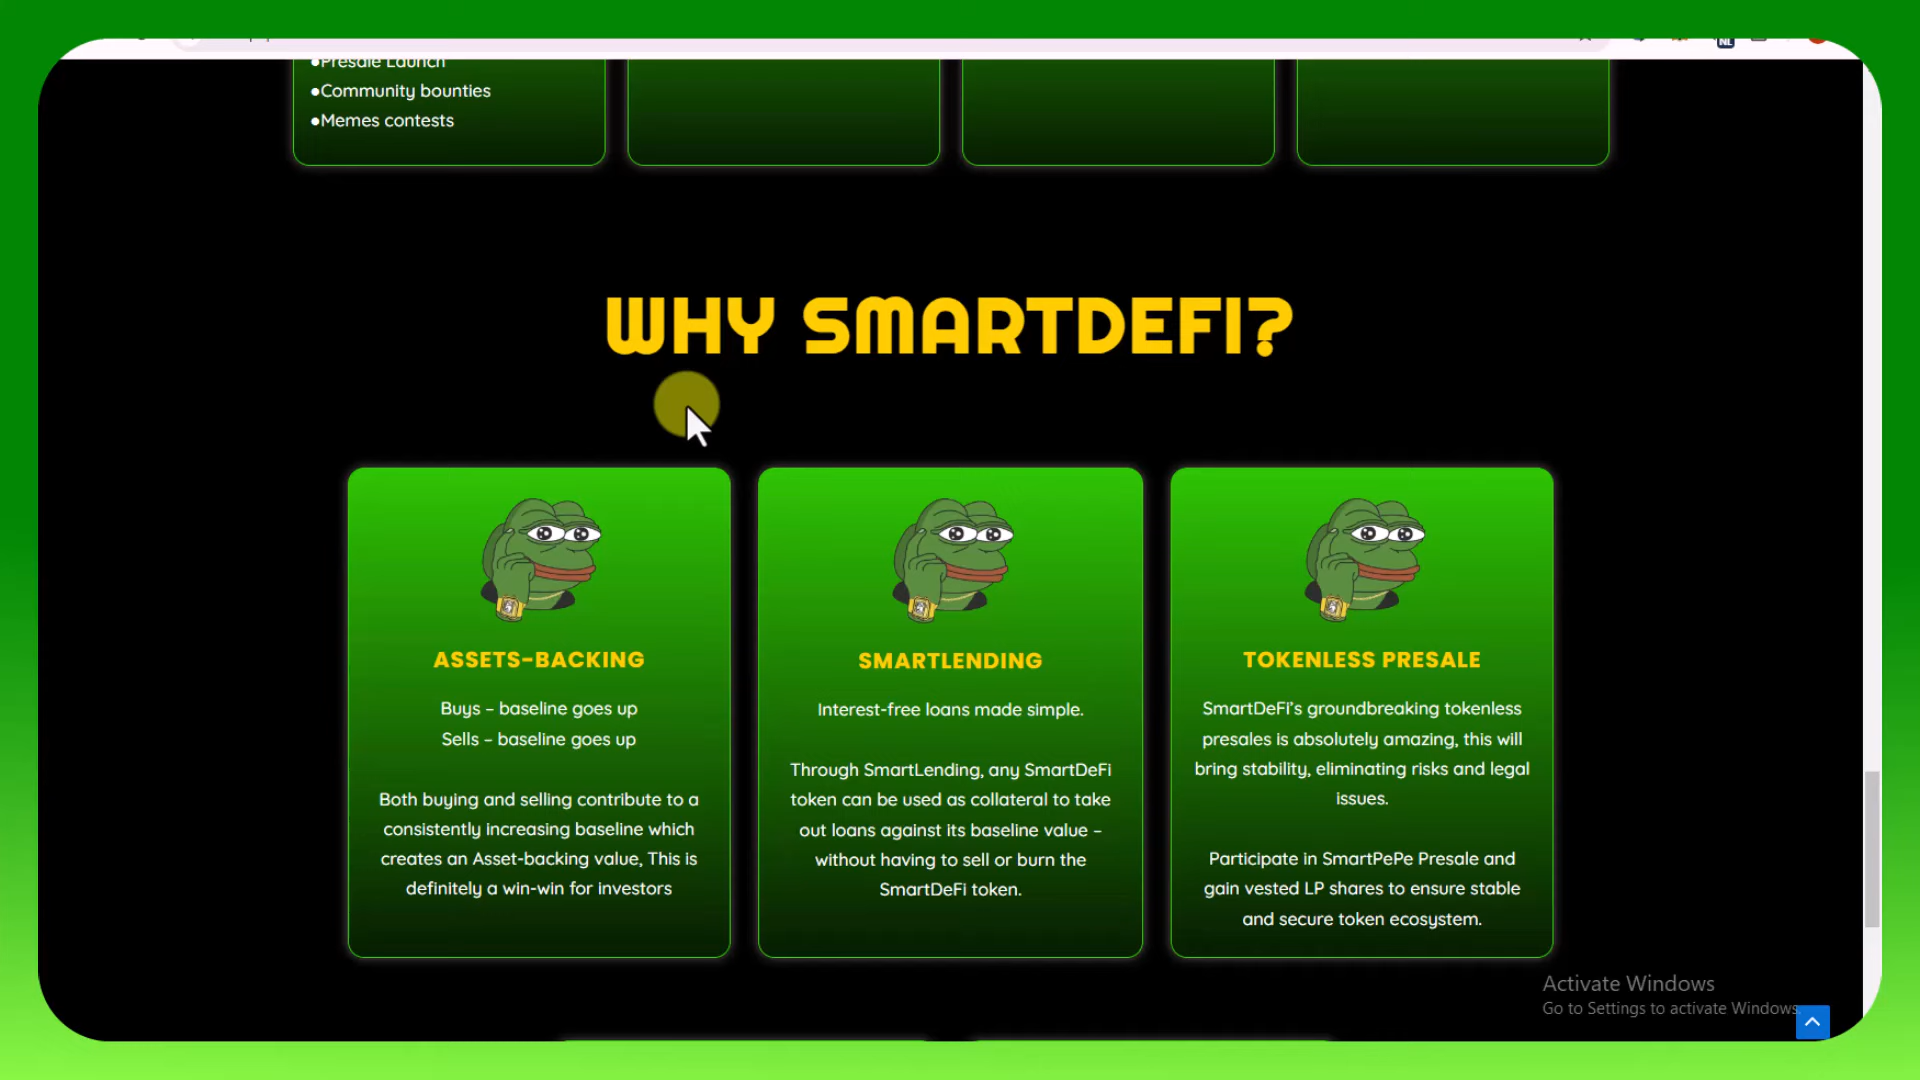 NL
●Presale Launch
●Community bounties
●Memes contests
WHY SMARTDEFI?
ASSETS-BACKING
Buys – baseline goes up
Sells – baseline goes up
Both buying and selling contribute to a
consistently increasing baseline which
creates an Asset-backing value, This is
definitely a win-win for investors
SMARTLENDING
Interest-free loans made simple.
Through SmartLending, any SmartDeFi
token can be used as collateral to take
out loans against its baseline value –
without having to sell or burn the
SmartDeFi token.
TOKENLESS PRESALE
SmartDeFi's groundbreaking tokenless
presales is absolutely amazing, this will
bring stability, eliminating risks and legal
issues.
Participate in SmartPePe Presale and
gain vested LP shares to ensure stable
and secure token ecosystem.
Activate Windows
Go to Settings to activate Windows.